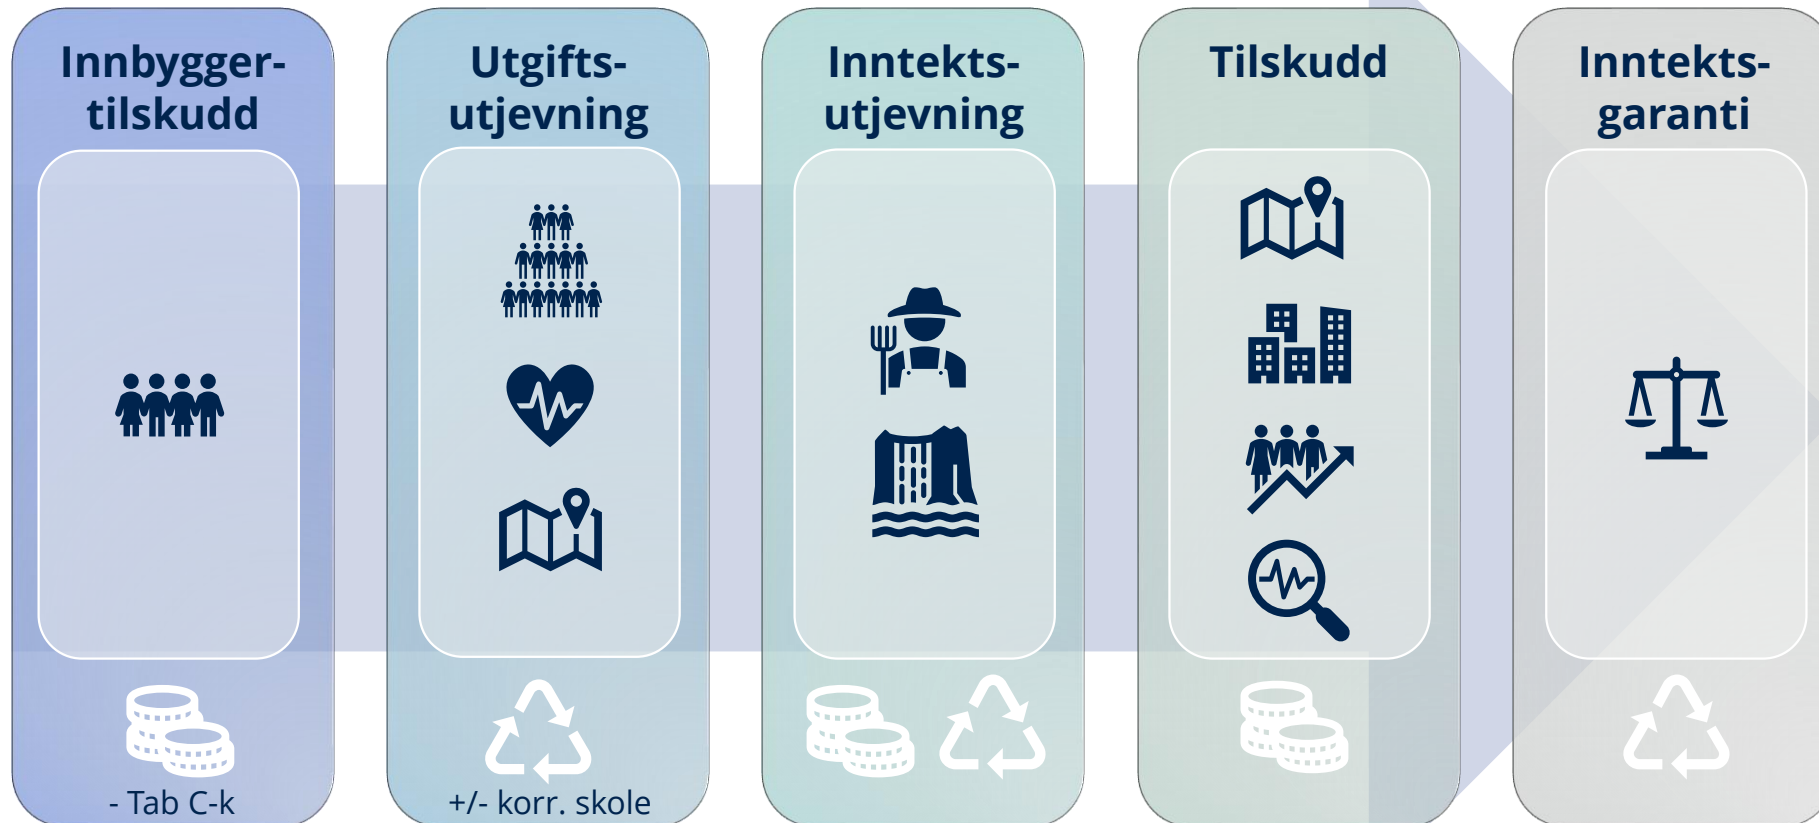 Innbygger-
tilskudd
Utgifts-
utjevning
Inntekts-
utjevning
Tilskudd
Inntekts-
garanti
- Tab C-k
+/- korr. skole